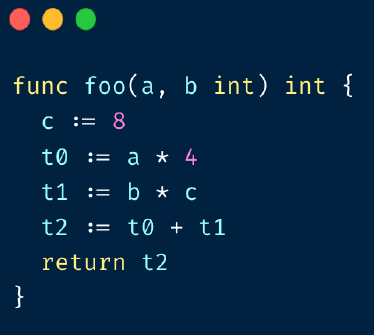 func foo(a, b int) int {
  c := 8
  t0 := a * 4
  t1 := b * c
  t2 := t0 + t1
  return t2
}